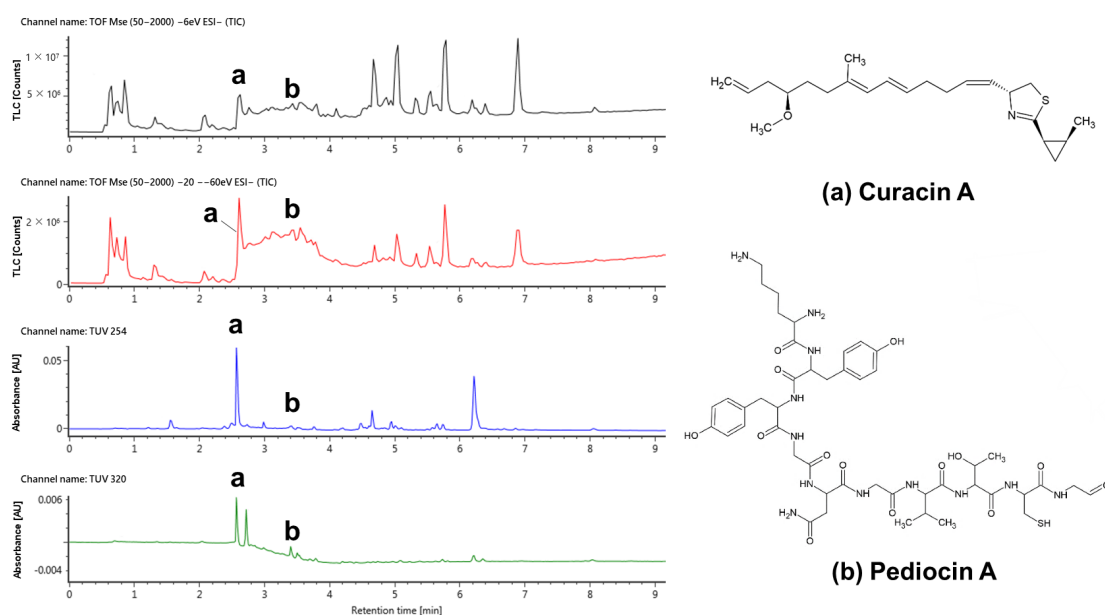 Channel name: TOF Mse (50-2000) -6eV ESI- (TIC)
TLC [Counts]
1 × 10⁷
5 × 10⁶
a
b
0 1 2 3 4 5 6 7 8 9
Channel name: TOF Mse (50-2000) -20 --60eV ESI- (TIC)
TLC [Counts]
2 × 10⁶
0
a
b
0 1 2 3 4 5 6 7 8 9
Channel name: TUV 254
Absorbance [AU]
0.05
0
a
b
0 1 2 3 4 5 6 7 8 9
Channel name: TUV 320
Absorbance [AU]
0.006
-0.004
a
b
0 1 2 3 4 5 6 7 8 9
Retention time [min]
H₂C
CH₃
H₃C
O
S
N
CH₃
(a) Curacin A
H₂N
NH₂
O
NH
OH
O
NH
HO
O
NH
O
NH
O
NH
O
NH
O
NH
O
NH
O
NH
O
HO
CH₃
H₂N
O
H₃C
CH₃
SH
(b) Pediocin A